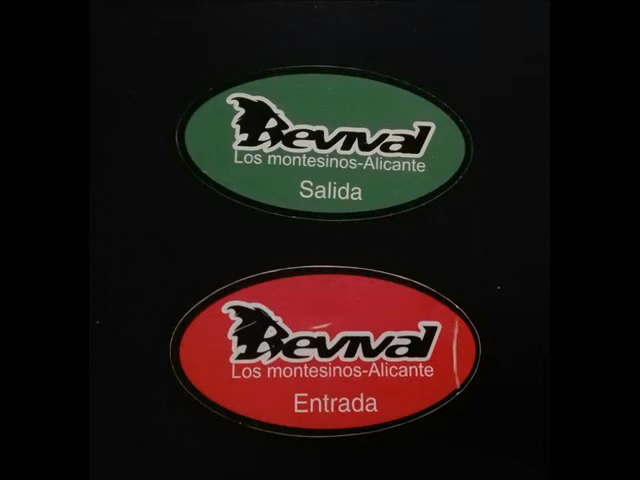 Revival
Los montesinos-Alicante
Salida
Revival
Los montesinos-Alicante
Entrada